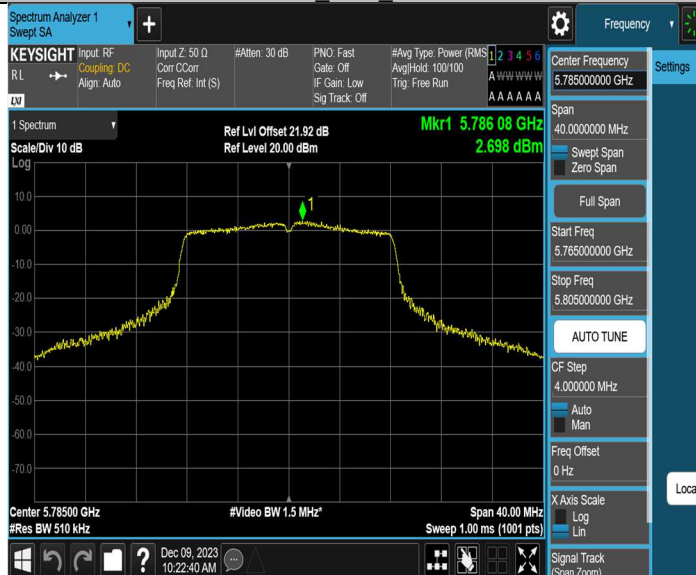 Spectrum Analyzer 1
Swept SA
Frequency
KEYSIGHT
RL
LXI
Input: RF
Coupling: DC
Align: Auto
Input Z: 50 Ω
Corr CCorr
Freq Ref: Int (S)
#Atten: 30 dB
PNO: Fast
Gate: Off
IF Gain: Low
Sig Track: Off
#Avg Type: Power (RMS
Avg|Hold: 100/100
Trig: Free Run
1 2 3 4 5 6
A W W W W W
A A A A A A
1 Spectrum
Scale/Div 10 dB
Log
Ref Lvl Offset 21.92 dB
Ref Level 20.00 dBm
Mkr1 5.786 08 GHz
2.698 dBm
1
10.0
0.00
-10.0
-20.0
-30.0
-40.0
-50.0
-60.0
-70.0
Center 5.78500 GHz
#Video BW 1.5 MHz*
Span 40.00 MHz
#Res BW 510 kHz
Sweep 1.00 ms (1001 pts)
Dec 09, 2023
10:22:40 AM
Center Frequency
5.785000000 GHz
Span
40.0000000 MHz
Swept Span
Zero Span
Full Span
Start Freq
5.765000000 GHz
Stop Freq
5.805000000 GHz
AUTO TUNE
CF Step
4.000000 MHz
Auto
Man
Freq Offset
0 Hz
X Axis Scale
Log
Lin
Signal Track
(Span Zoom)
Settings
Loca